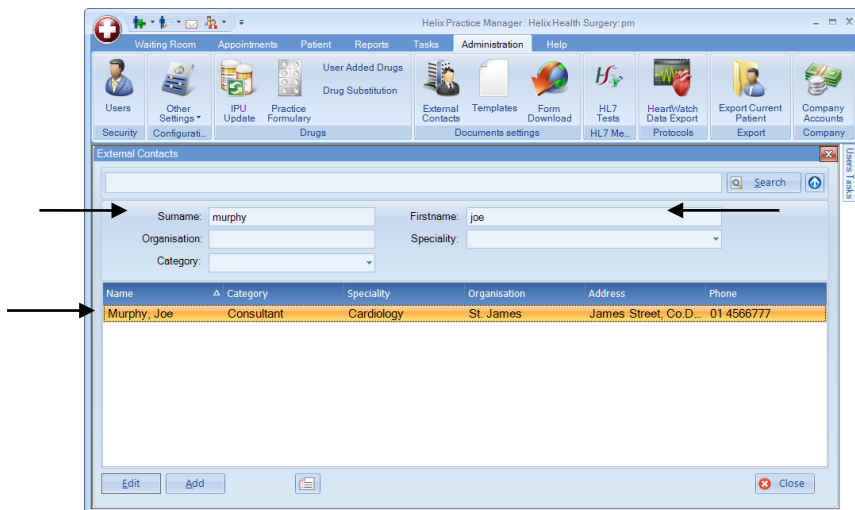 Helix Practice Manager : Helix Health Surgery: pm
Waiting Room Appointments Patient Reports Tasks Administration Help
User Added Drugs
Drug Substitution
Users Other Settings IPU Update Practice Formulary External Contacts Templates Form Download HL7 Tests HeartWatch Data Export Export Current Patient Company Accounts
Security Configurati... Drugs Documents settings HL7 Me... Protocols Export Company
External Contacts
Users Tasks
Search
Surname: murphy Firstname: joe
Organisation: Speciality:
Category:
Name Category Speciality Organisation Address Phone
Murphy, Joe Consultant Cardiology St. James James Street, Co.D... 01 4566777
Edit Add Close